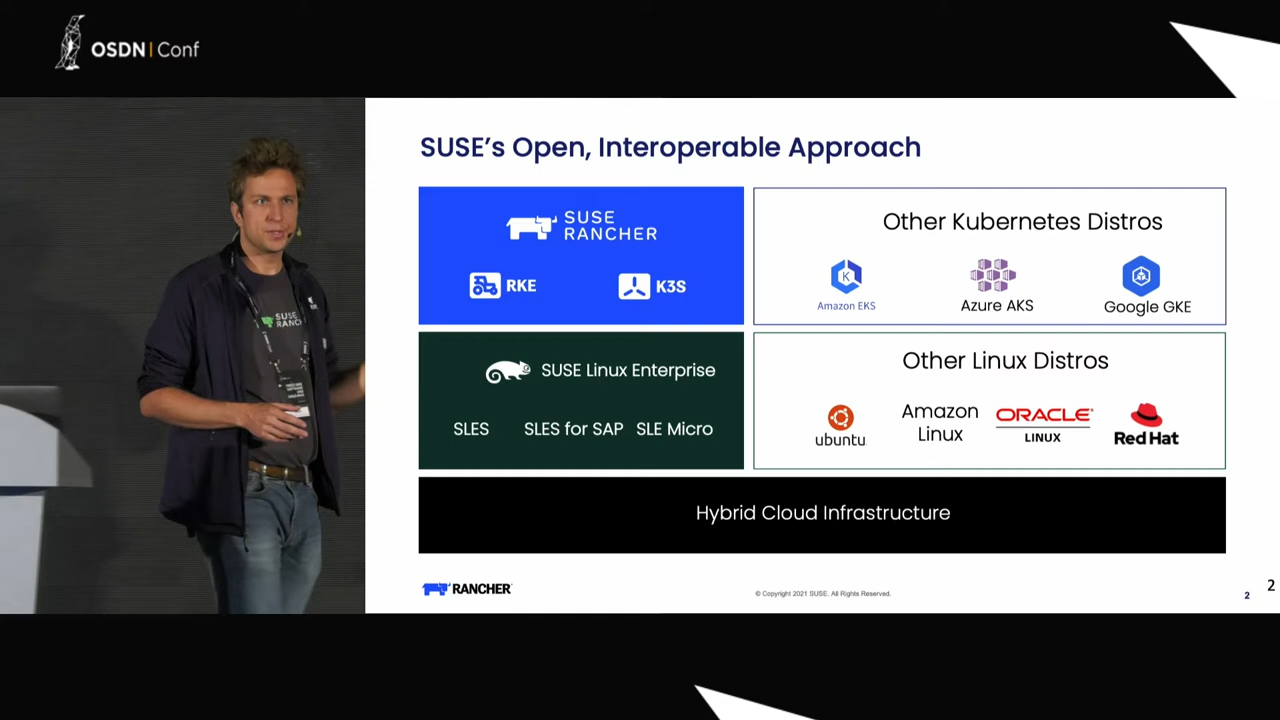 OSDN | Conf
SUSE’s Open, Interoperable Approach
SUSE
RANCHER
RKE
K3S
Other Kubernetes Distros
K
Amazon EKS
Azure AKS
Google GKE
SUSE Linux Enterprise
SLES
SLES for SAP
SLE Micro
Other Linux Distros
ubuntu
Amazon
Linux
ORACLE
LINUX
Red Hat
Hybrid Cloud Infrastructure
RANCHER
© Copyright 2021 SUSE. All Rights Reserved.
2
2
SUSE
RANCH